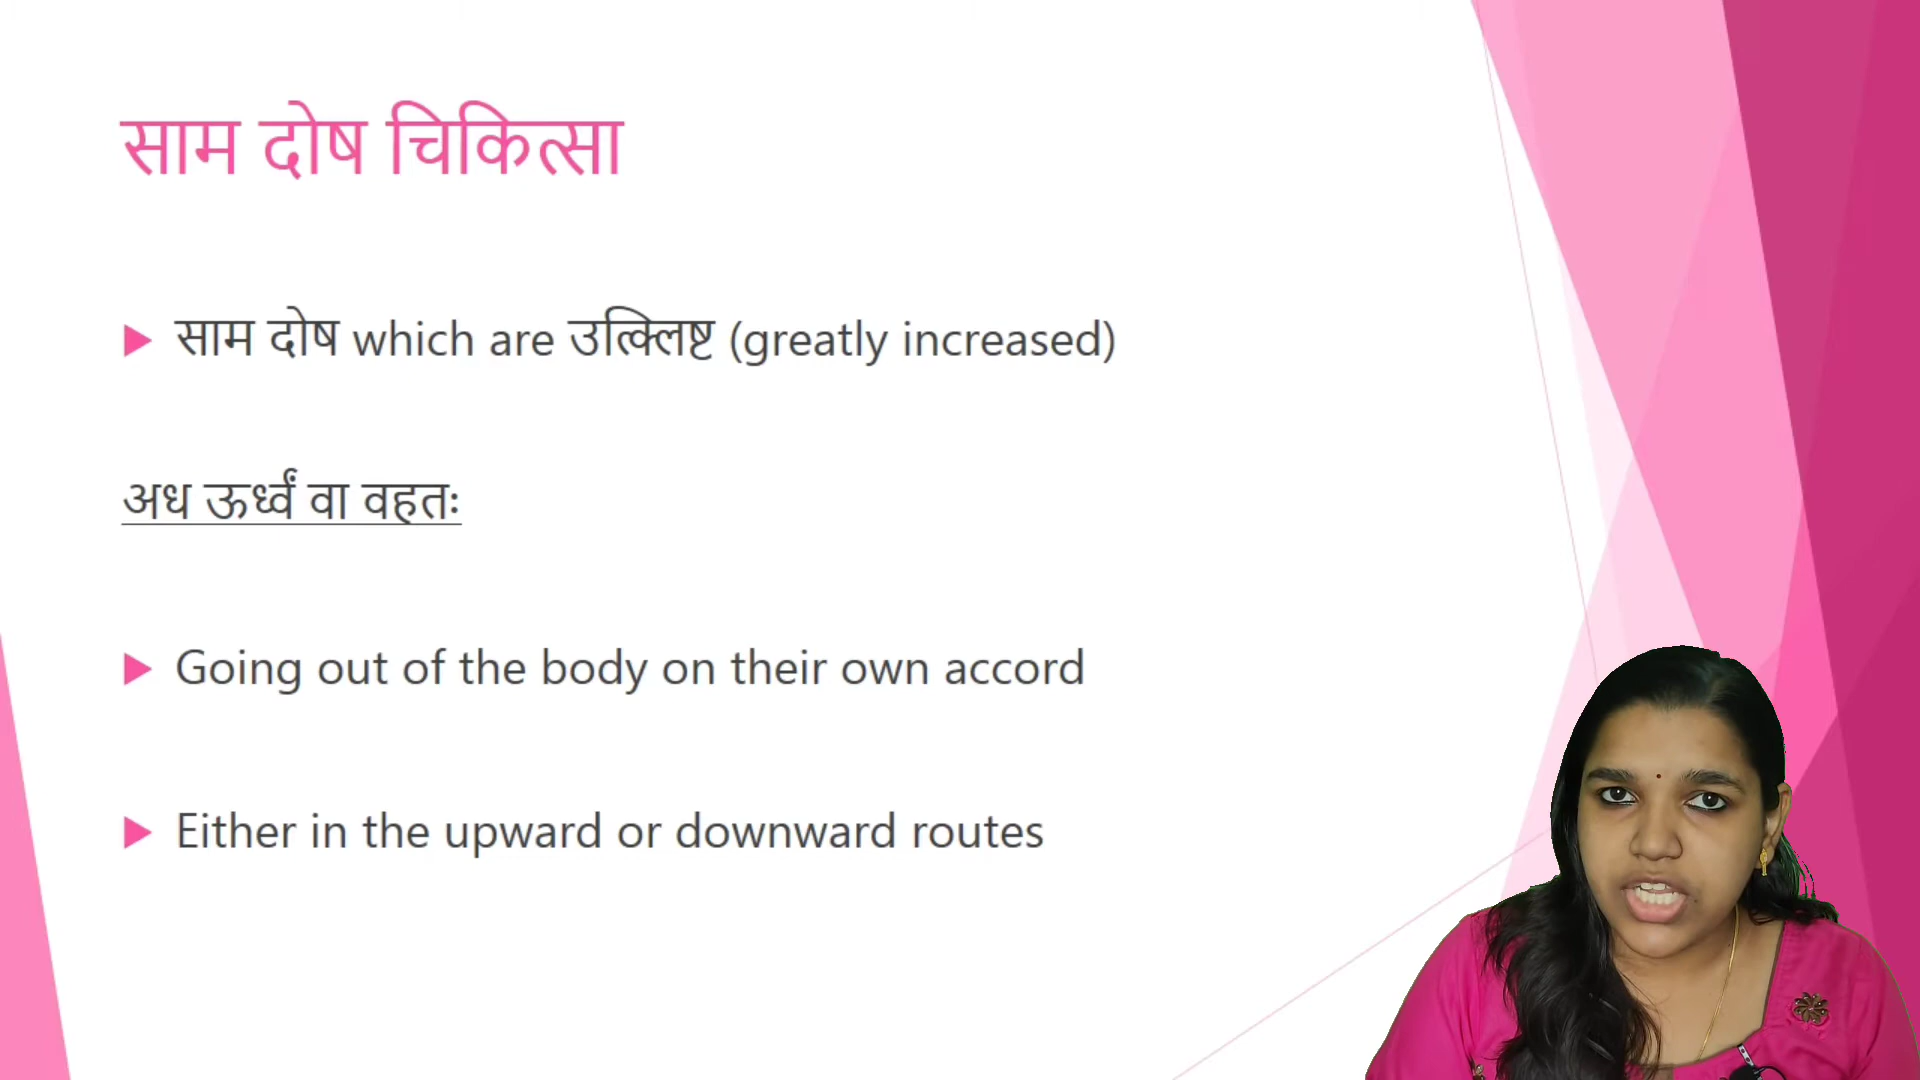 साम दोष चिकित्सा
साम दोष which are उत्क्लिष्ट (greatly increased)
अध ऊर्ध्वं वा वहतः
Going out of the body on their own accord
Either in the upward or downward routes